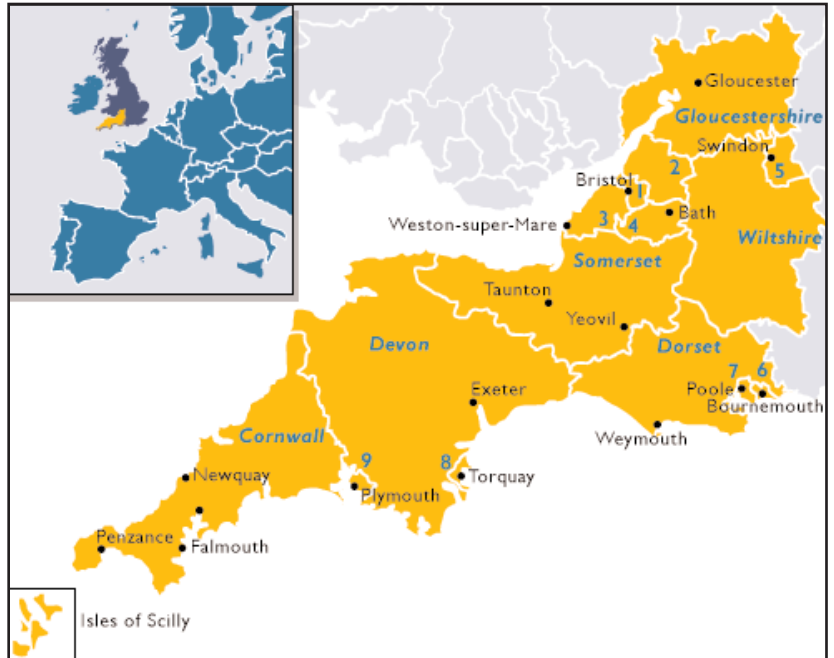 Gloucester
Gloucestershire
Swindon
2
5
Bristol
1
Bath
3
4
Weston-super-Mare
Wiltshire
Somerset
Taunton
Yeovil
Devon
Dorset
7
6
Poole
Exeter
Bournemouth
Weymouth
Cornwall
9
8
Newquay
Torquay
Plymouth
Penzance
Falmouth
Isles of Scilly